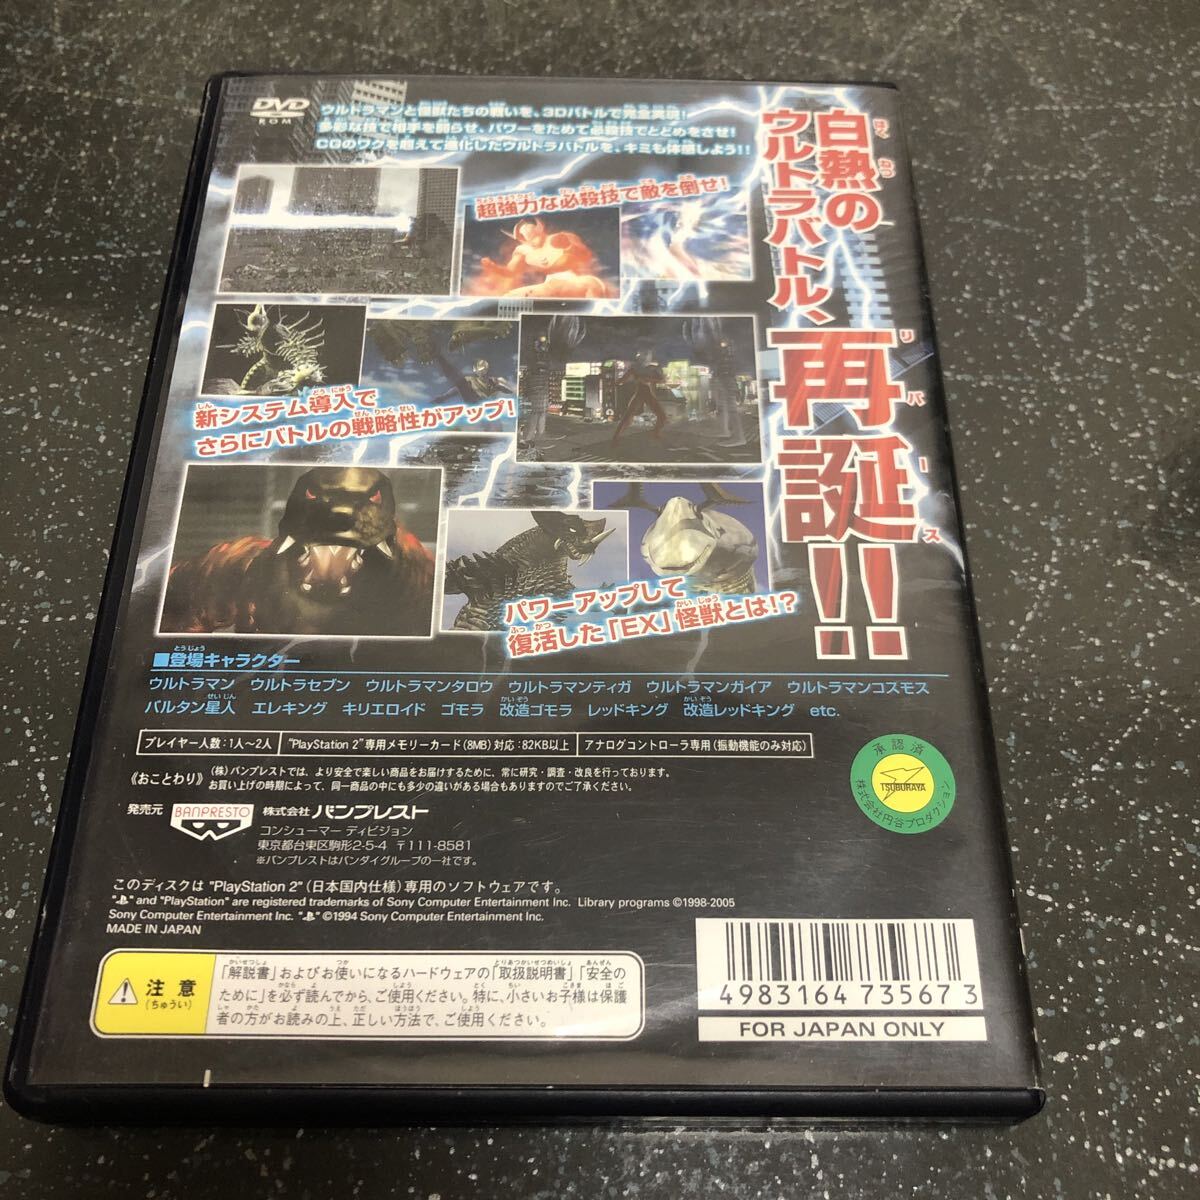 DVD
ROM
ウルトラマンと怪獣たちの戦いを、3Dバトルで完全実現!
多彩な技で相手を蹴らせ、パワーをためて必殺技でとどめをさせ!
CGのワクを超えて進化したウルトラバトルを、キミも体感しよう!!
白熱の
はくねつ
ウルトラバトル、
再誕!!
リバース
超強力な必殺技で敵を倒せ!
新システム導入で
さらにバトルの戦略性がアップ!
パワーアップして
復活した「EX」怪獣とは!?
■登場キャラクター
ウルトラマン ウルトラセブン ウルトラマンタロウ ウルトラマンティガ ウルトラマンガイア ウルトラマンコスモス
バルタン星人 エレキング キリエロイド ゴモラ 改造ゴモラ レッドキング 改造レッドキング etc.
プレイヤー人数:1人〜2人
"PlayStation 2"専用メモリーカード(8MB)対応:82KB以上
アナログコントローラ専用(振動機能のみ対応)
《おことわり》
(株)バンプレストでは、より安全で楽しい商品をお届けするために、常に研究・調査・改良を行っております。
お買い上げの時期によって、同一商品の中にも多少の違いがある場合もありますのでご了承ください。
承認済
TSUBURAYA
株式会社円谷プロダクション
発売元
BANPRESTO
株式会社バンプレスト
コンシューマー ディビジョン
東京都台東区駒形2-5-4 〒111-8581
※バンプレストはバンダイグループの一社です。
このディスクは "PlayStation 2"(日本国内仕様)専用のソフトウェアです。
" " and "PlayStation" are registered trademarks of Sony Computer Entertainment Inc. Library programs ©1998-2005
Sony Computer Entertainment Inc. " " ©1994 Sony Computer Entertainment Inc.
MADE IN JAPAN
注意
(ちゅうい)
「解説書」およびお使いになるハードウェアの「取扱説明書」「安全の
ために」を必ず読んでから、ご使用ください。特に、小さいお子様は保護
者の方がお読みの上、正しい方法で、ご使用ください。
4983164 735673
FOR JAPAN ONLY